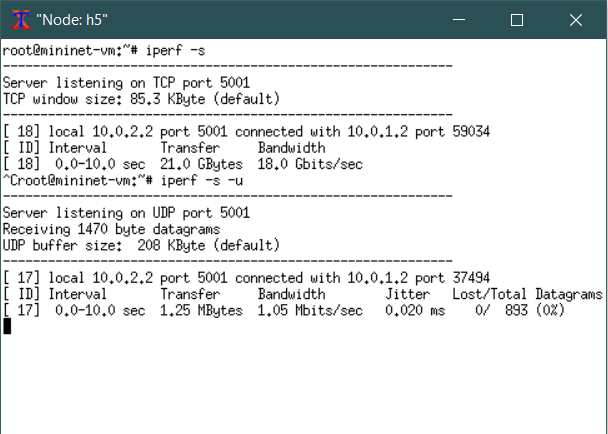 "Node: h5"
root@mininet-vm:~# iperf -s
------------------------------------------------------------
Server listening on TCP port 5001
TCP window size: 85.3 KByte (default)
------------------------------------------------------------
[ 18] local 10.0.2.2 port 5001 connected with 10.0.1.2 port 59034
[ ID] Interval       Transfer     Bandwidth
[ 18]  0.0-10.0 sec  21.0 GBytes  18.0 Gbits/sec
^Croot@mininet-vm:~# iperf -s -u
------------------------------------------------------------
Server listening on UDP port 5001
Receiving 1470 byte datagrams
UDP buffer size:  208 KByte (default)
------------------------------------------------------------
[ 17] local 10.0.2.2 port 5001 connected with 10.0.1.2 port 37494
[ ID] Interval       Transfer     Bandwidth        Jitter   Lost/Total Datagrams
[ 17]  0.0-10.0 sec  1.25 MBytes  1.05 Mbits/sec   0.020 ms    0/  893 (0%)